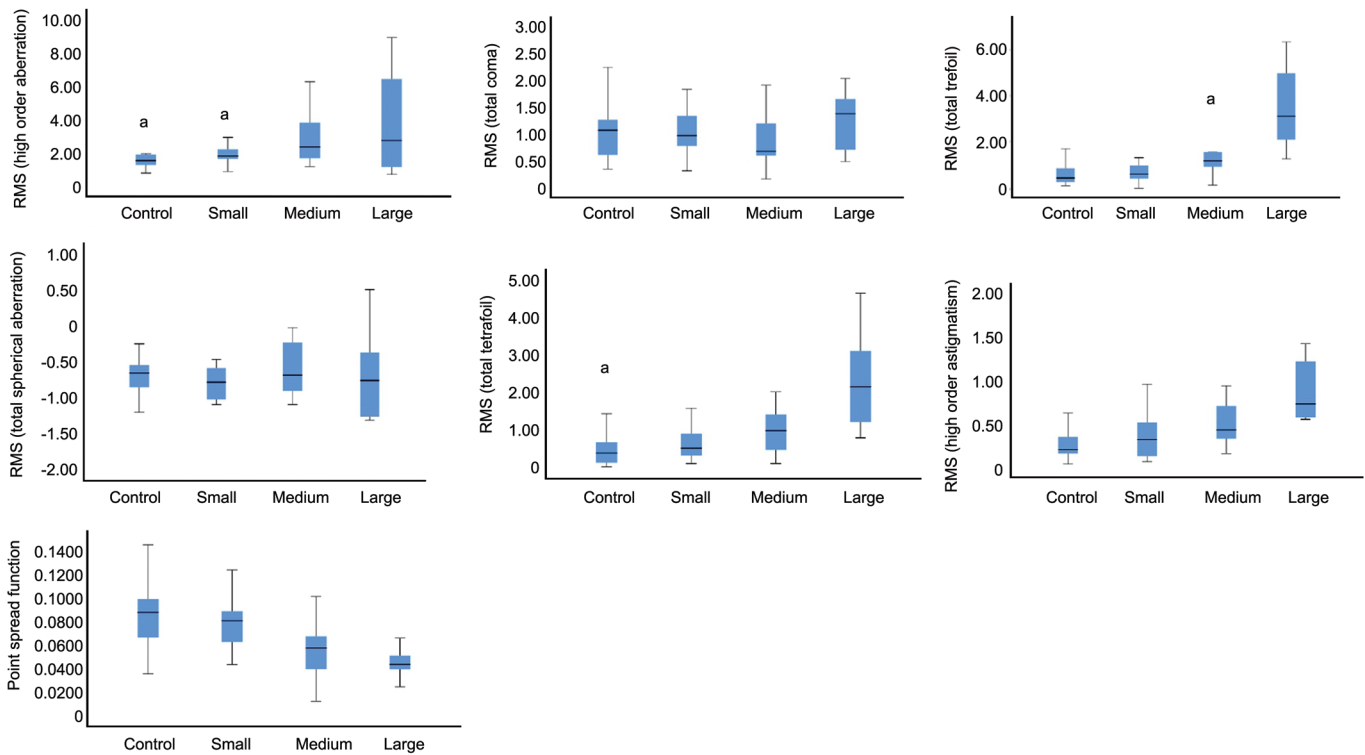 RMS (high order aberration)
10.00
8.00
6.00
4.00
2.00
0
a
a
Control Small Medium Large
RMS (total coma)
3.00
2.50
2.00
1.50
1.00
0.50
0
Control Small Medium Large
RMS (total trefoil)
6.00
4.00
2.00
0
a
Control Small Medium Large
RMS (total spherical aberration)
1.00
0.50
0
-0.50
-1.00
-1.50
-2.00
Control Small Medium Large
RMS (total tetrafoil)
5.00
4.00
3.00
2.00
1.00
0
a
Control Small Medium Large
RMS (high order astigmatism)
2.00
1.50
1.00
0.50
0
Control Small Medium Large
Point spread function
0.1400
0.1200
0.1000
0.0800
0.0600
0.0400
0.0200
0
Control Small Medium Large